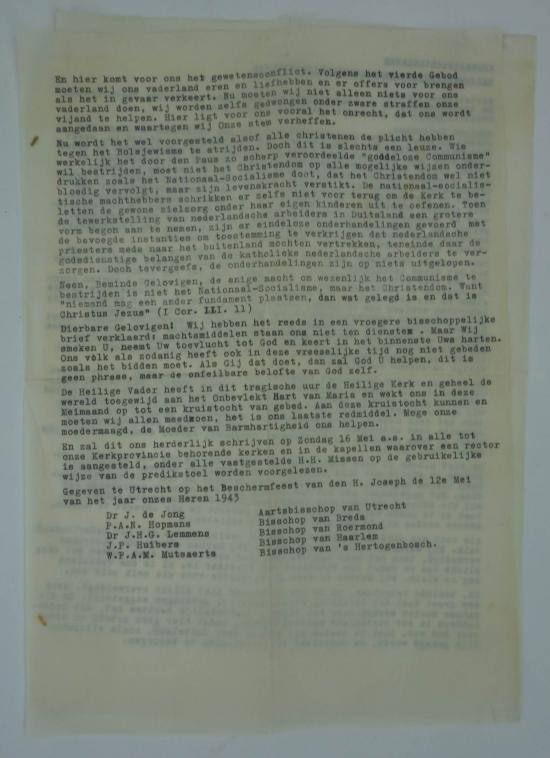 En hier komt voor ons het gewetensconflict. Volgens het vierde Gebod
moeten wij ons vaderland eren en liefhebben en er offers voor brengen
als het in gevaar verkeert. Nu moeten wij niet alleen niets voor ons
vaderland doen, wij worden zelfs gedwongen onder zware straffen onze
vijand te helpen. Hier ligt voor ons vooral het onrecht, dat ons wordt
aangedaan en waartegen wij Onze stem verheffen.
Nu wordt het wel voorgesteld alsof alle christenen de plicht hebben
tegen het Bolsjewisme te strijden. Doch dit is slechts een leuze. Wie
werkelijk het door den Paus zo scherp veroordeelde "goddeloze Communisme"
wil bestrijden, moet niet het Christendom op alle mogelijke wijzen onder-
drukken zoals het Nationaal-Socialisme doet, dat het Christendom wel niet
bloedig vervolgt, maar zijn levenskracht verstikt. De nationaal-socialis-
tische machthebbers schrikken er zelfs niet voor terug om de kerk te be-
letten de gewone zielzorg onder haar eigen kinderen uit te oefenen. Toen
de tewerkstelling van nederlandsche arbeiders in Duitsland een grotere
vorm begon aan te nemen, zijn er eindeloze onderhandelingen gevoerd met
de bevoegde instanties om toestemming te verkrijgen dat nederlandsche
priesters mede naar het buitenland mochten vertrekken, teneinde daar de
godsdienstige belangen van de katholieke nederlandsche arbeiders te ver-
zorgen. Doch tevergeefs, de onderhandelingen zijn op niets uitgelopen.
Neen, Beminde Gelovigen, de enige macht om wezenlijk het Communisme te
bestrijden is niet het Nationaal-Socialisme, maar het Christendom. Want
"niemand mag een ander fundament plaatsen, dan wat gelegd is en dat is
Christus Jezus" (I Cor. III. 11)
Dierbare Gelovigen! Wij hebben het reeds in een vroegere bisschoppelijke
brief verklaard: machtsmiddelen staan ons niet ten dienstem . Maar Wij
smeken U, neemt Uw toevlucht tot God en keert in het binnenste Uws harten.
Ons volk als zodanig heeft ook in deze vreeselijke tijd nog niet gebeden
zoals het bidden moet. Als Gij dat doet, dan zal God U helpen, dit is
geen phrase, maar de onfeilbare belofte van God zelf.
De Heilige Vader heeft in dit tragische uur de Heilige Kerk en geheel de
wereld toegewijd aan het Onbevlekt Hart van Maria en wekt ons in deze
Meimaand op tot een kruistocht van gebed. Aan deze kruistocht kunnen en
moeten wij allen meedoen, het is ons laatste redmiddel. Moge onze
moedermaagd, de Moeder van Barmhartigheid ons helpen.
En zal dit ons herderlijk schrijven op Zondag 16 Mei a.s. in alle tot
onze Kerkprovincie behorende kerken en in de kapellen waarover een rector
is aangesteld, onder alle vastgestelde H.H. Missen op de gebruikelijke
wijze van de predikstoel worden voorgelezen.
Gegeven te Utrecht op het Beschermfeest van den H. Joseph de 12e Mei
van het jaar onzes Heren 1943
Dr J. de Jong Aartsbisschop van Utrecht
P.A.N. Hopmans Bisschop van Breda
Dr J.H.G. Lemmens Bisschop van Roermond
J.P. Huibers Bisschop van Haarlem
W.P.A.M. Mutsaerts Bisschop van 's Hertogenbosch.